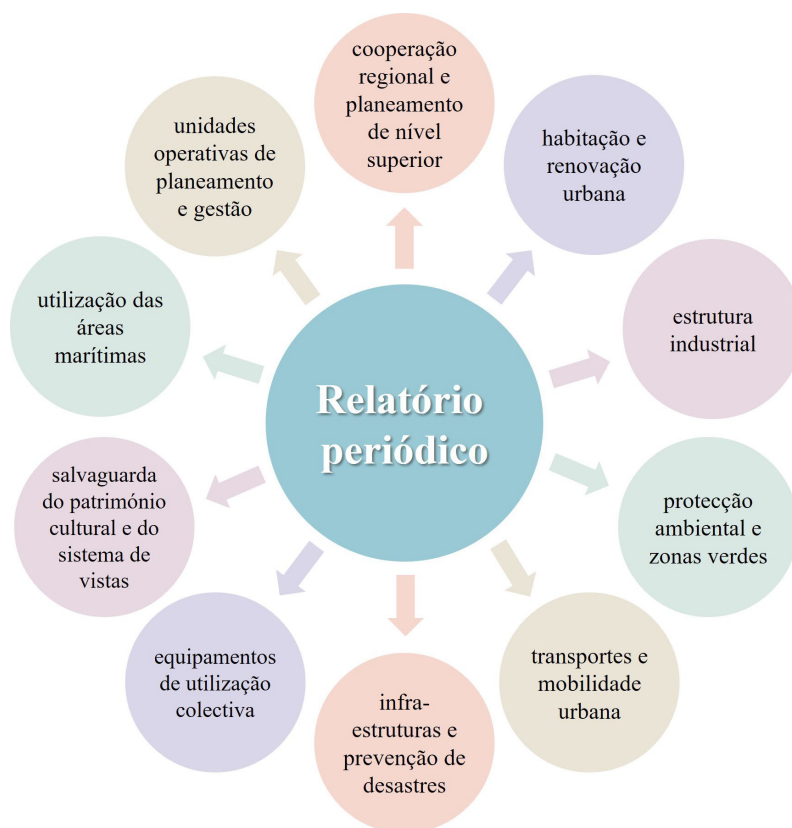 cooperação
regional e
planeamento
de nível
superior
habitação e
renovação
urbana
estrutura
industrial
protecção
ambiental e
zonas verdes
transportes e
mobilidade
urbana
infra-
estruturas e
prevenção de
desastres
equipamentos
de utilização
colectiva
salvaguarda
do património
cultural e do
sistema de
vistas
utilização das
áreas
marítimas
unidades
operativas de
planeamento
e gestão
Relatório
periódico